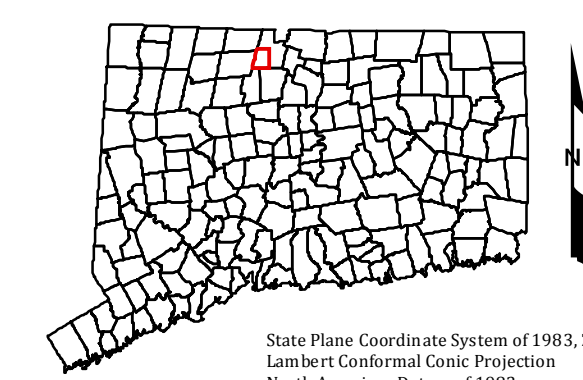 N
State Plane Coordinate System of 1983,
Lambert Conformal Conic Projection